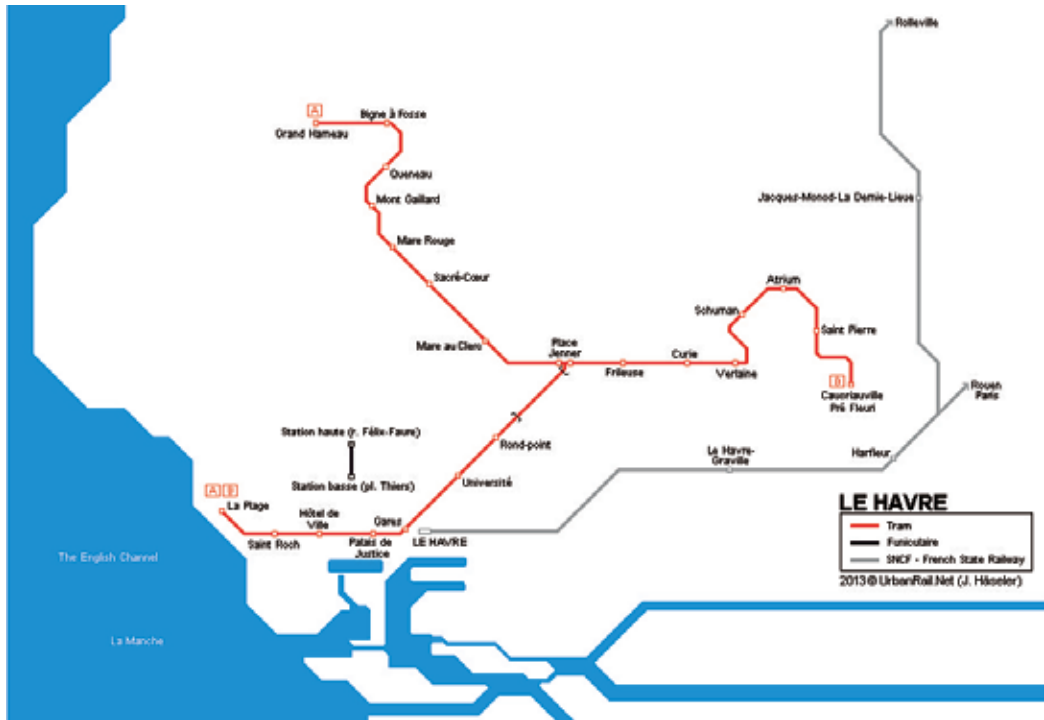 Rolleville
A
Bigne à Fosse
Grand Hameau
Queneau
Mont Gaillard
Jacques-Monod-La Demie-Lieue
Mare Rouge
Sacré-Cœur
Atrium
Schuman
Saint Pierre
Mare au Clerc
Place
Jenner
Curie
Frileuse
Verlaine
B
Caucriauville
Pré Fleuri
Rouen
Paris
Station haute (r. Félix-Faure)
Rond-point
Le Havre-
Graville
Harfleur
Station basse (pl. Thiers)
Université
A B
La Plage
Hôtel de
Ville
Gares
Saint Roch
Palais de
Justice
LE HAVRE
LE HAVRE
Tram
Funiculaire
SNCF - French State Railway
2013 © UrbanRail.Net (J. Häseler)
The English Channel
La Manche